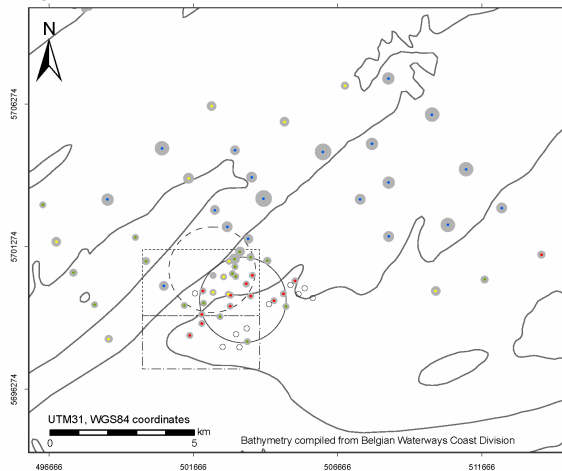 N
5706274
5701274
5696274
UTM31, WGS84 coordinates
km
0 5
Bathymetry compiled from Belgian Waterways Coast Division
496666 501666 506666 511666